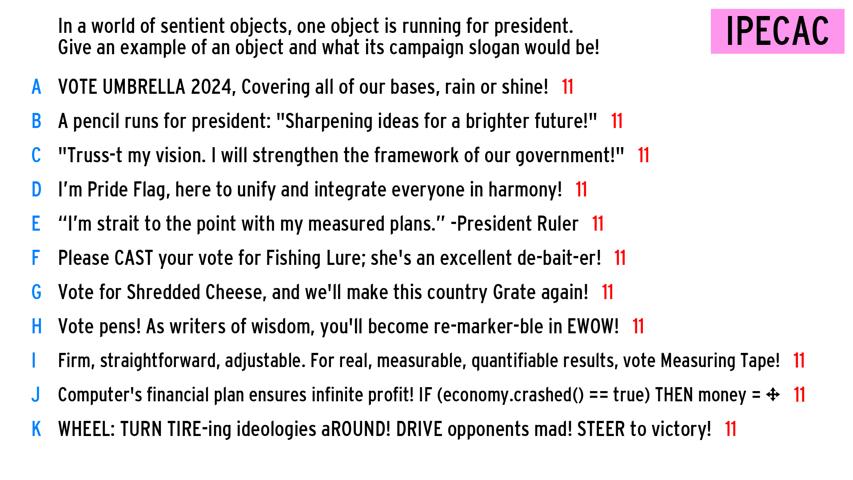 In a world of sentient objects, one object is running for president.
Give an example of an object and what its campaign slogan would be!
IPECAC
A VOTE UMBRELLA 2024, Covering all of our bases, rain or shine! 11
B A pencil runs for president: "Sharpening ideas for a brighter future!" 11
C "Truss-t my vision. I will strengthen the framework of our government!" 11
D I’m Pride Flag, here to unify and integrate everyone in harmony! 11
E “I’m strait to the point with my measured plans.” -President Ruler 11
F Please CAST your vote for Fishing Lure; she's an excellent de-bait-er! 11
G Vote for Shredded Cheese, and we'll make this country Grate again! 11
H Vote pens! As writers of wisdom, you'll become re-marker-ble in EWOW! 11
I Firm, straightforward, adjustable. For real, measurable, quantifiable results, vote Measuring Tape! 11
J Computer's financial plan ensures infinite profit! IF (economy.crashed() == true) THEN money = ✥ 11
K WHEEL: TURN TIRE-ing ideologies aROUND! DRIVE opponents mad! STEER to victory! 11